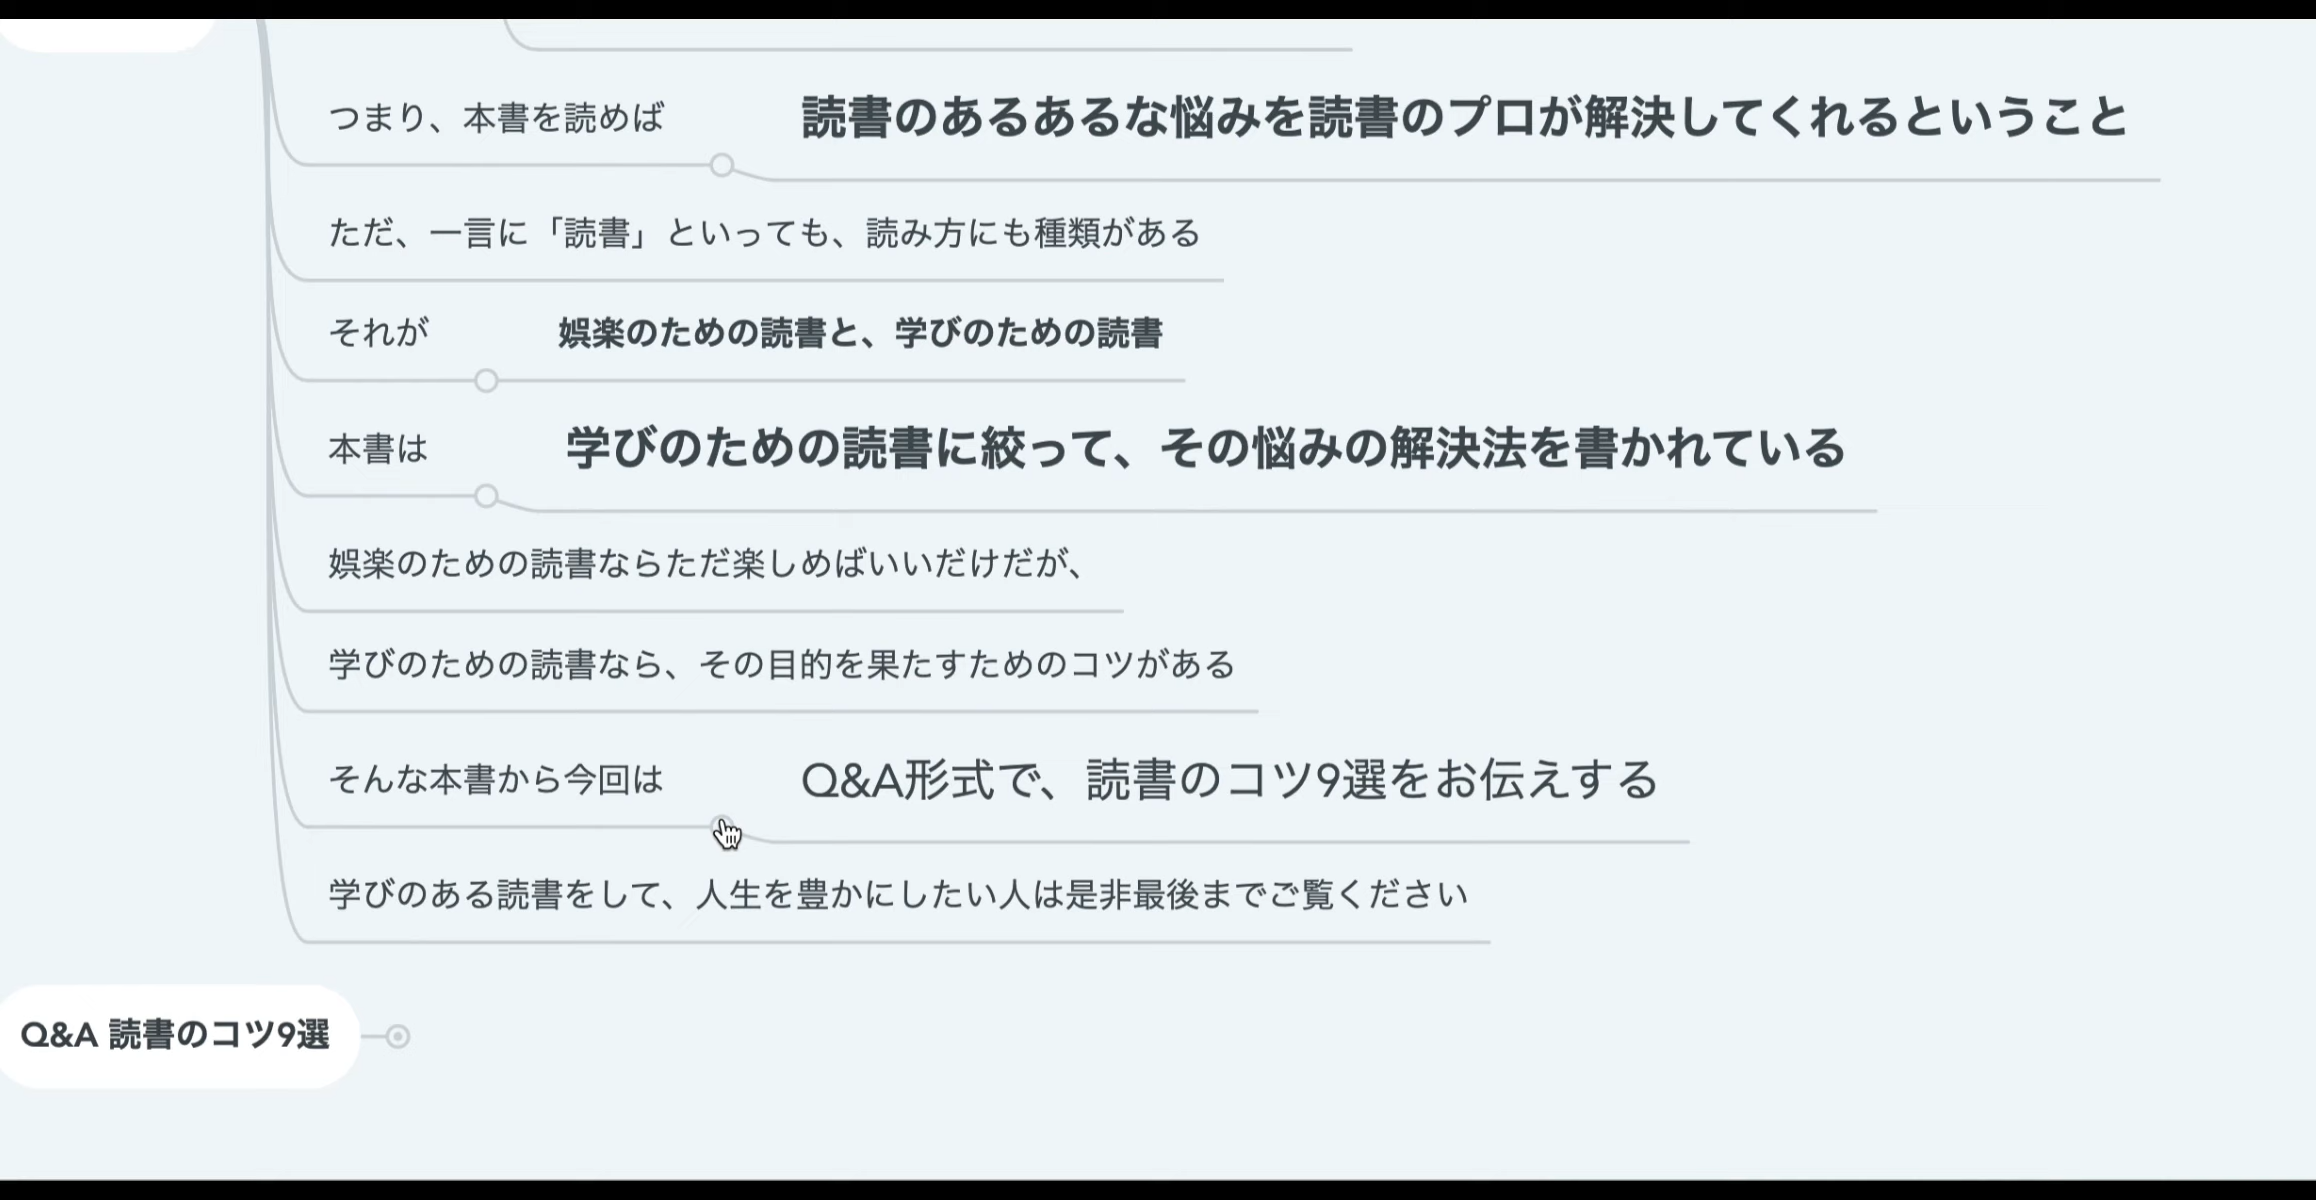 つまり、本書を読めば 読書のあるあるな悩みを読書のプロが解決してくれるということ
ただ、一言に「読書」といっても、読み方にも種類がある
それが 娯楽のための読書と、学びのための読書
本書は 学びのための読書に絞って、その悩みの解決法を書かれている
娯楽のための読書ならただ楽しめばいいだけだが、
学びのための読書なら、その目的を果たすためのコツがある
そんな本書から今回は Q&A形式で、読書のコツ9選をお伝えする
学びのある読書をして、人生を豊かにしたい人は是非最後までご覧ください
Q&A 読書のコツ9選